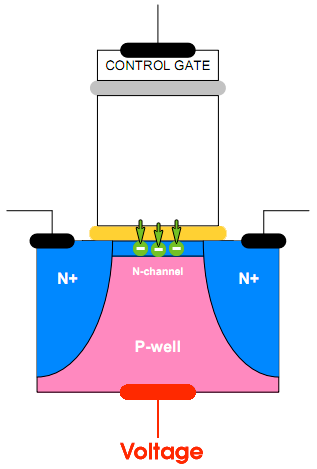 CONTROL GATE
N+
N+
N-channel
P-well
Voltage